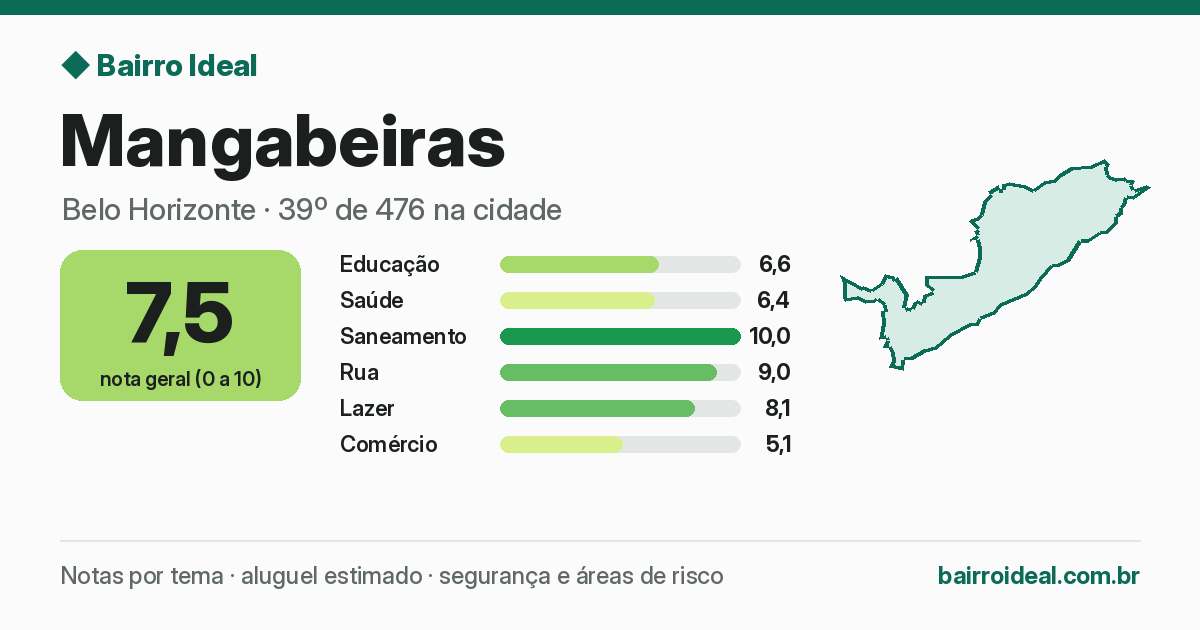 Bairro Ideal
Mangabeiras
Belo Horizonte · 39º de 476 na cidade
7,5
nota geral (0 a 10)
Educação 6,6
Saúde 6,4
Saneamento 10,0
Rua 9,0
Lazer 8,1
Comércio 5,1
Notas por tema · aluguel estimado · segurança e áreas de risco
bairroideal.com.br